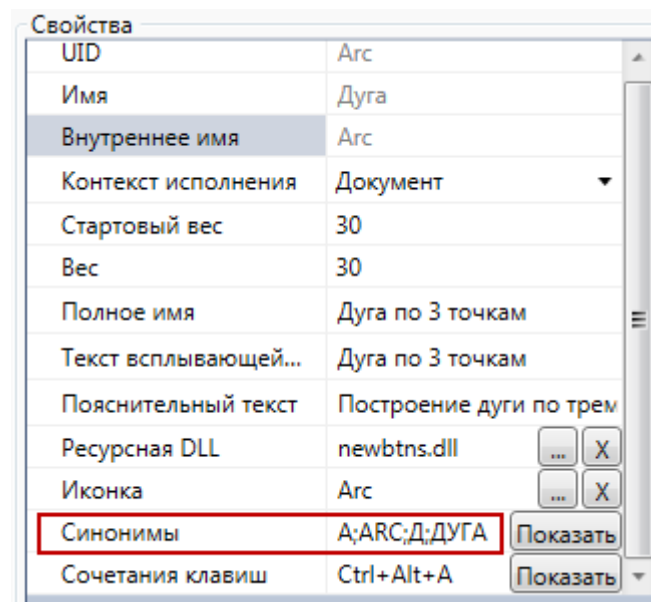 Свойства
UID Arc
Имя Дуга
Внутреннее имя Arc
Контекст исполнения Документ
Стартовый вес 30
Вес 30
Полное имя Дуга по 3 точкам
Текст всплывающей... Дуга по 3 точкам
Пояснительный текст Построение дуги по трем
Ресурсная DLL newbtns.dll ... X
Иконка Arc ... X
Синонимы A;ARC;Д;ДУГА Показать
Сочетания клавиш Ctrl+Alt+A Показать